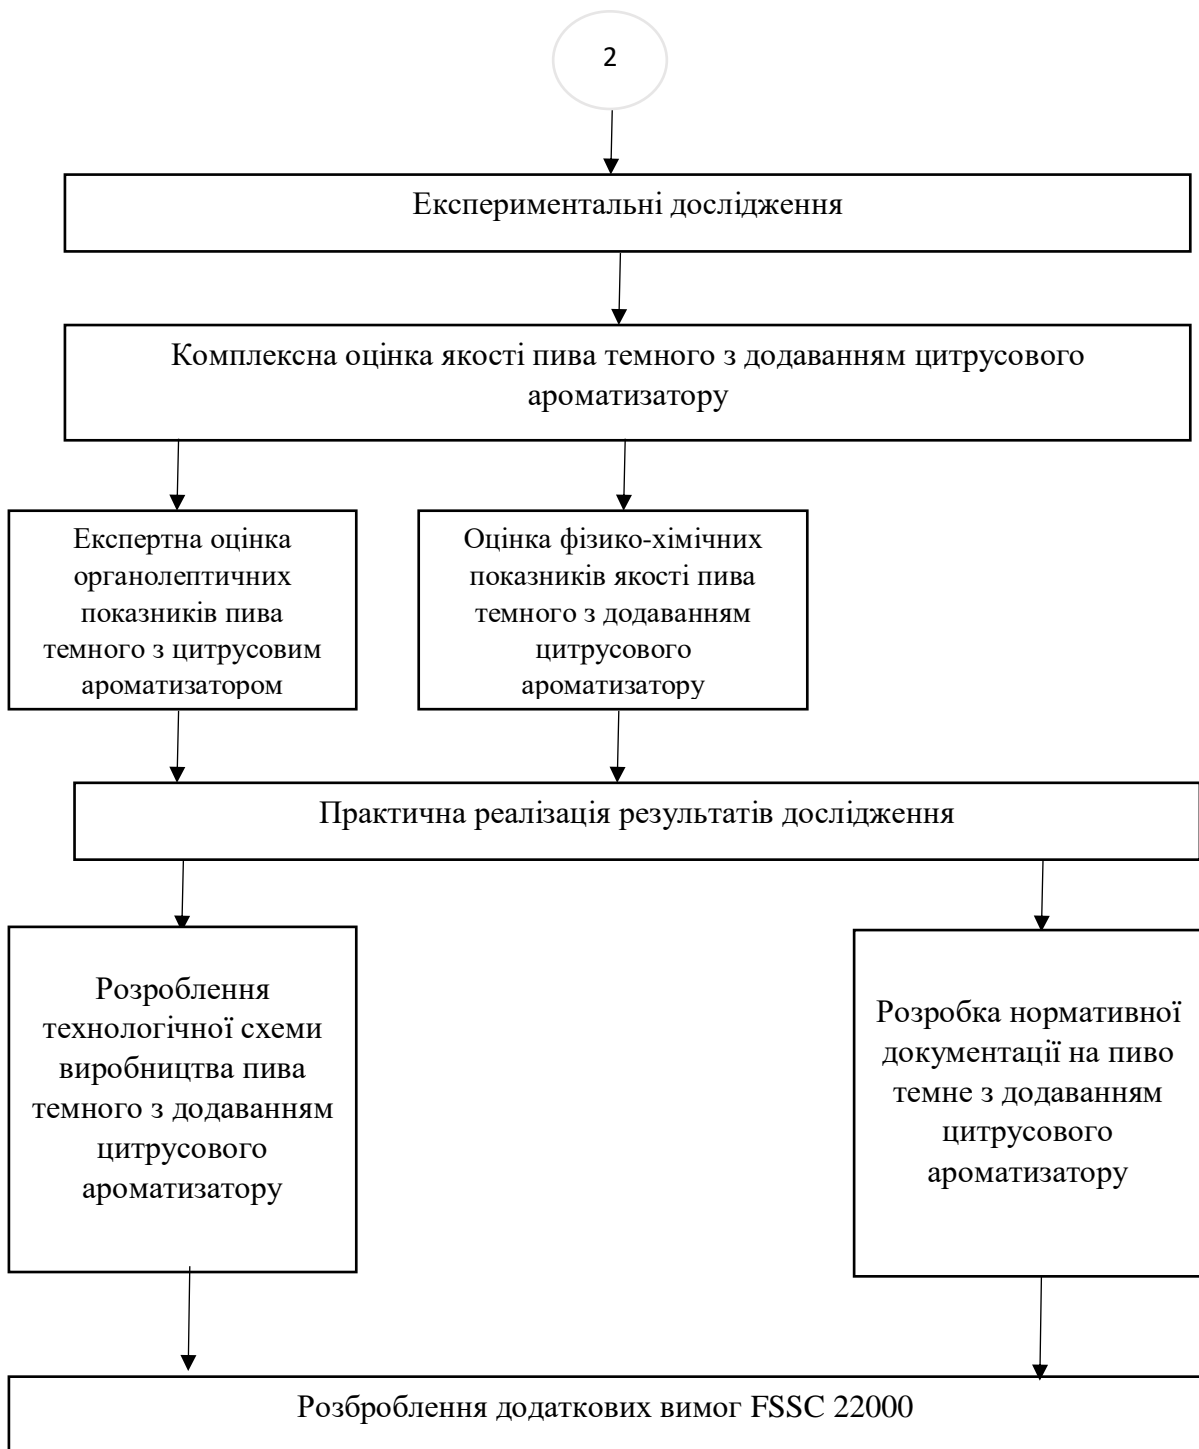 2
Експериментальні дослідження
Комплексна оцінка якості пива темного з додаванням цитрусового
ароматизатору
Експертна оцінка
органолептичних
показників пива
темного з цитрусовим
ароматизатором
Оцінка фізико-хімічних
показників якості пива
темного з додаванням
цитрусового
ароматизатору
Практична реалізація результатів дослідження
Розроблення
технологічної схеми
виробництва пива
темного з додаванням
цитрусового
ароматизатору
Розробка нормативної
документації на пиво
темне з додаванням
цитрусового
ароматизатору
Розброблення додаткових вимог FSSC 22000